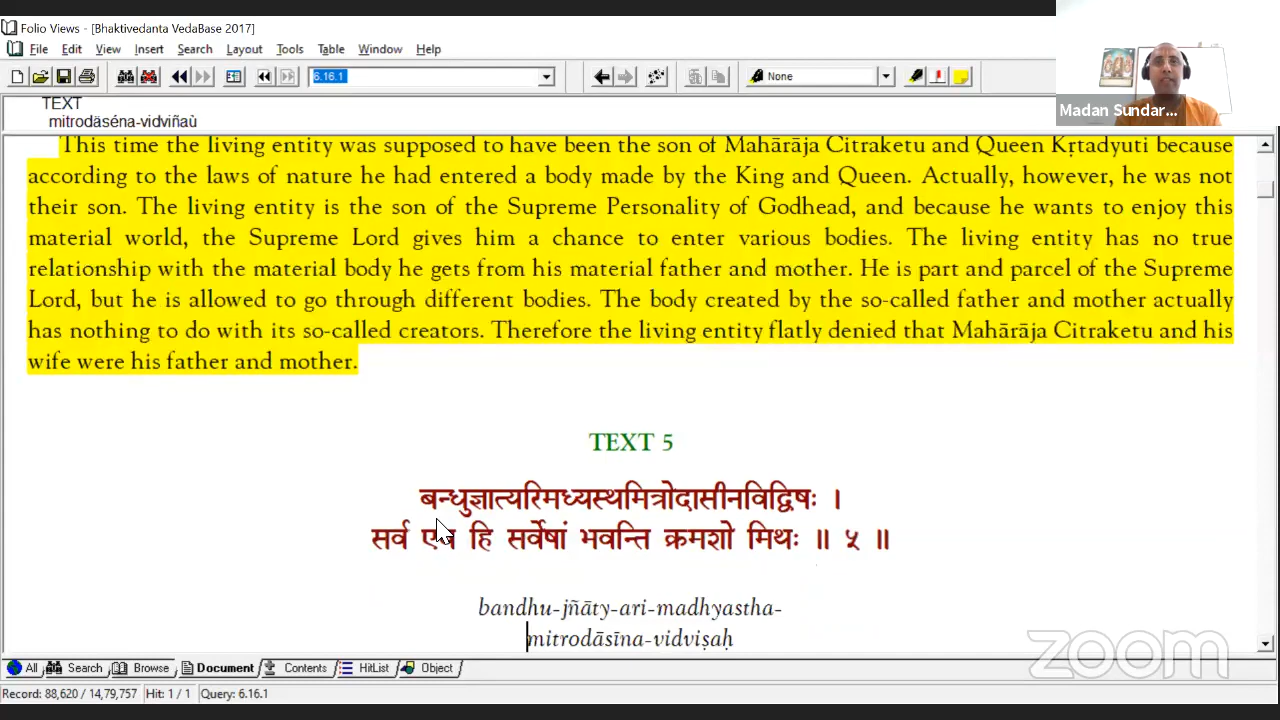 Folio Views - [Bhaktivedanta VedaBase 2017]
File Edit View Insert Search Layout Tools Table Window Help
6.16.1
None
Madan Sundar...
TEXT
mitrodäséna-vidviñaù
This time the living entity was supposed to have been the son of Mahārāja Citraketu and Queen Kṛtadyuti because
according to the laws of nature he had entered a body made by the King and Queen. Actually, however, he was not
their son. The living entity is the son of the Supreme Personality of Godhead, and because he wants to enjoy this
material world, the Supreme Lord gives him a chance to enter various bodies. The living entity has no true
relationship with the material body he gets from his material father and mother. He is part and parcel of the Supreme
Lord, but he is allowed to go through different bodies. The body created by the so-called father and mother actually
has nothing to do with its so-called creators. Therefore the living entity flatly denied that Mahārāja Citraketu and his
wife were his father and mother.
TEXT 5
बन्धुज्ञात्यरिमध्यस्थमित्रोदासीनविद्विषः ।
सर्व एव हि सर्वेषां भवन्ति क्रमशो मिथः ॥ ५ ॥
bandhu-jñāty-ari-madhyastha-
mitrodāsīna-vidviṣaḥ
zoom
All Search Browse Document Contents HitList Object
Record: 88,620 / 14,79,757 Hit: 1 / 1 Query: 6.16.1